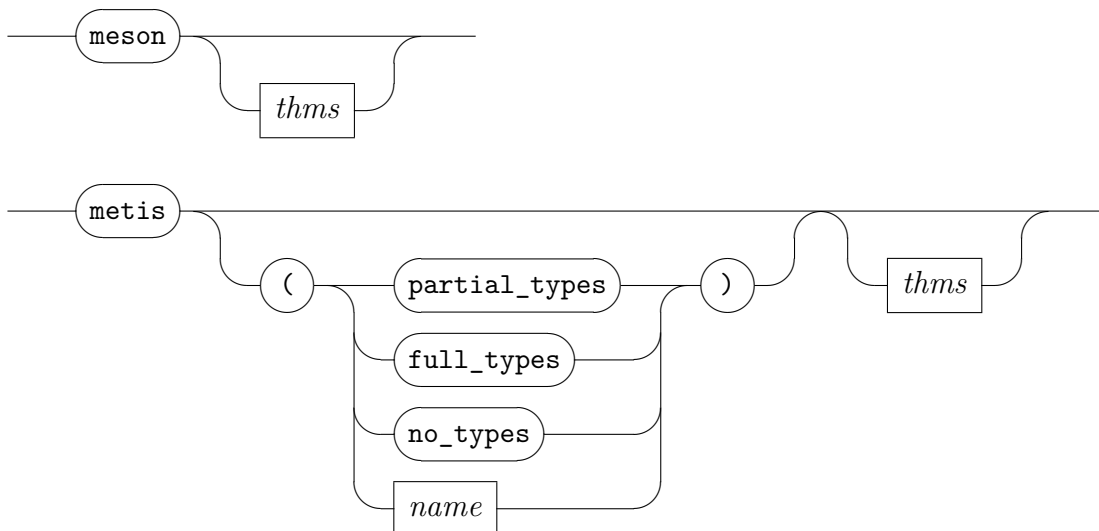 meson
thms
metis
( partial_types ) thms
full_types
no_types
name